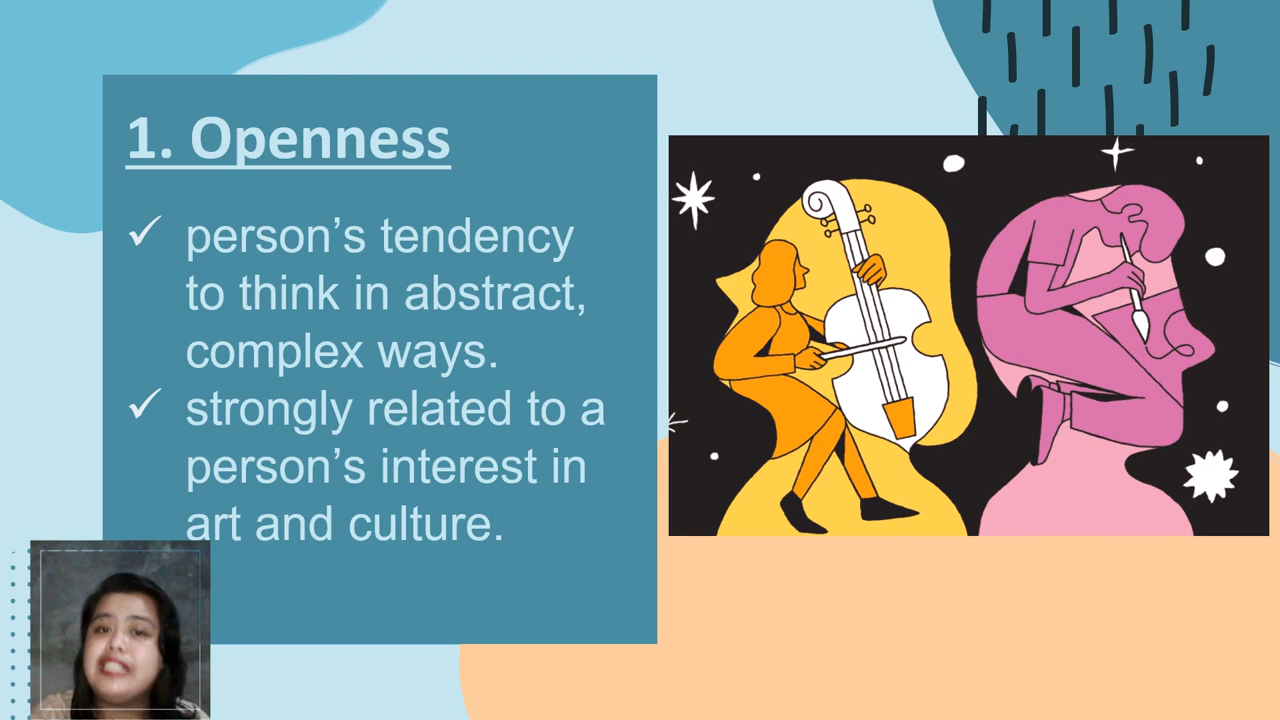 1. Openness
✓ person’s tendency
to think in abstract,
complex ways.
✓ strongly related to a
person’s interest in
art and culture.